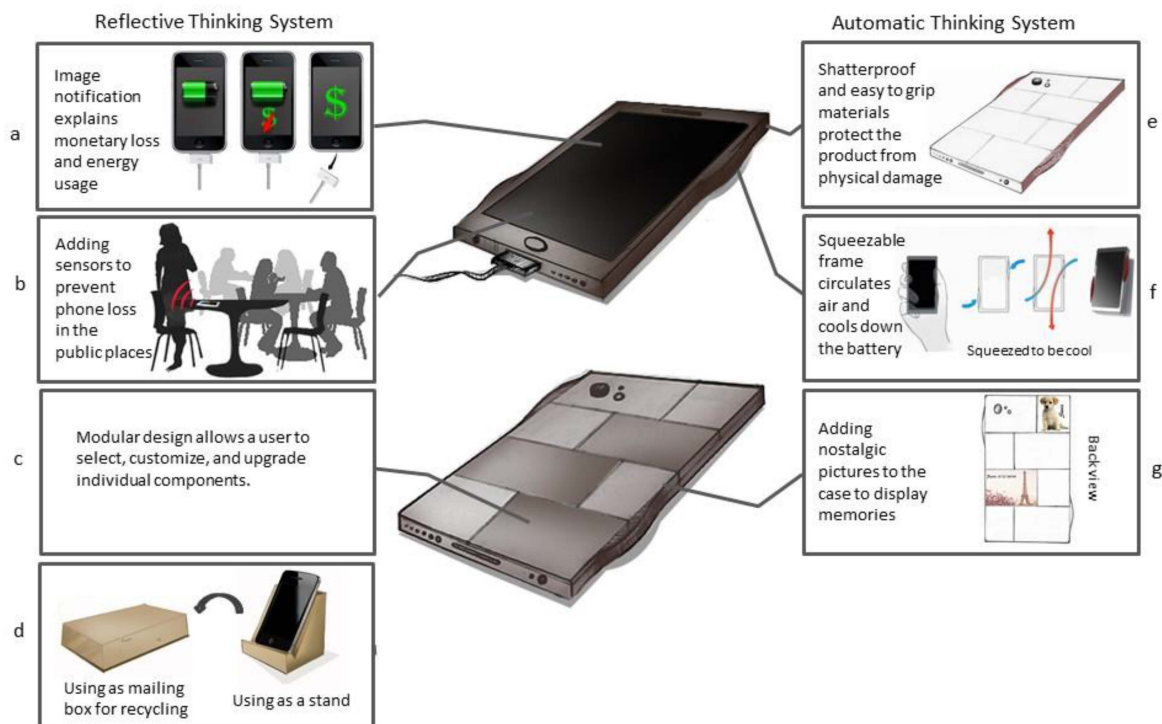 Reflective Thinking System
Automatic Thinking System
a
Image
notification
explains
monetary loss
and energy
usage
$
$
b
Adding
sensors to
prevent
phone loss
in the
public places
c
Modular design allows a user to
select, customize, and upgrade
individual components.
d
Using as mailing
box for recycling
Using as a stand
Shatterproof
and easy to grip
materials
protect the
product from
physical damage
e
Squeezable
frame
circulates
air and
cools down
the battery
Squeezed to be cool
f
Adding
nostalgic
pictures to the
case to display
memories
Back view
g